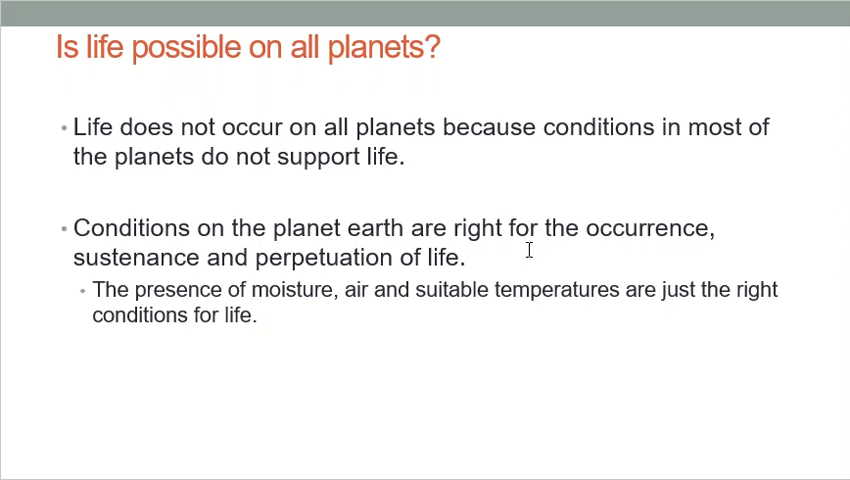 Is life possible on all planets?
• Life does not occur on all planets because conditions in most of
the planets do not support life.
• Conditions on the planet earth are right for the occurrence,
sustenance and perpetuation of life.
• The presence of moisture, air and suitable temperatures are just the right
conditions for life.